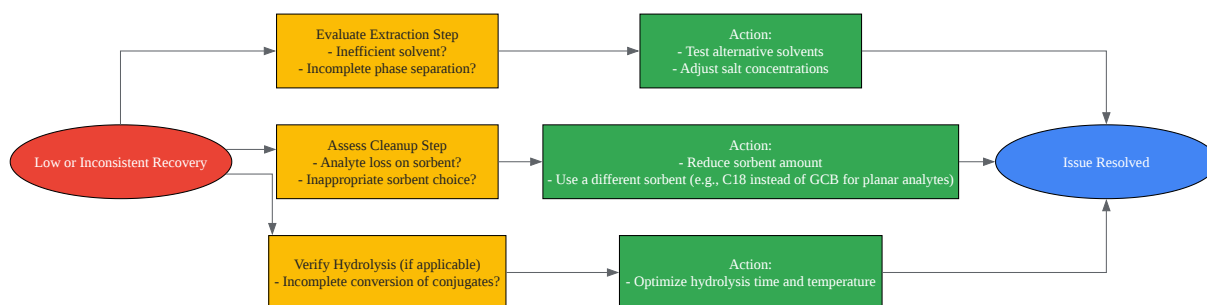 Low or Inconsistent Recovery
Evaluate Extraction Step
- Inefficient solvent?
- Incomplete phase separation?
Action:
- Test alternative solvents
- Adjust salt concentrations
Assess Cleanup Step
- Analyte loss on sorbent?
- Inappropriate sorbent choice?
Action:
- Reduce sorbent amount
- Use a different sorbent (e.g., C18 instead of GCB for planar analytes)
Verify Hydrolysis (if applicable)
- Incomplete conversion of conjugates?
Action:
- Optimize hydrolysis time and temperature
Issue Resolved